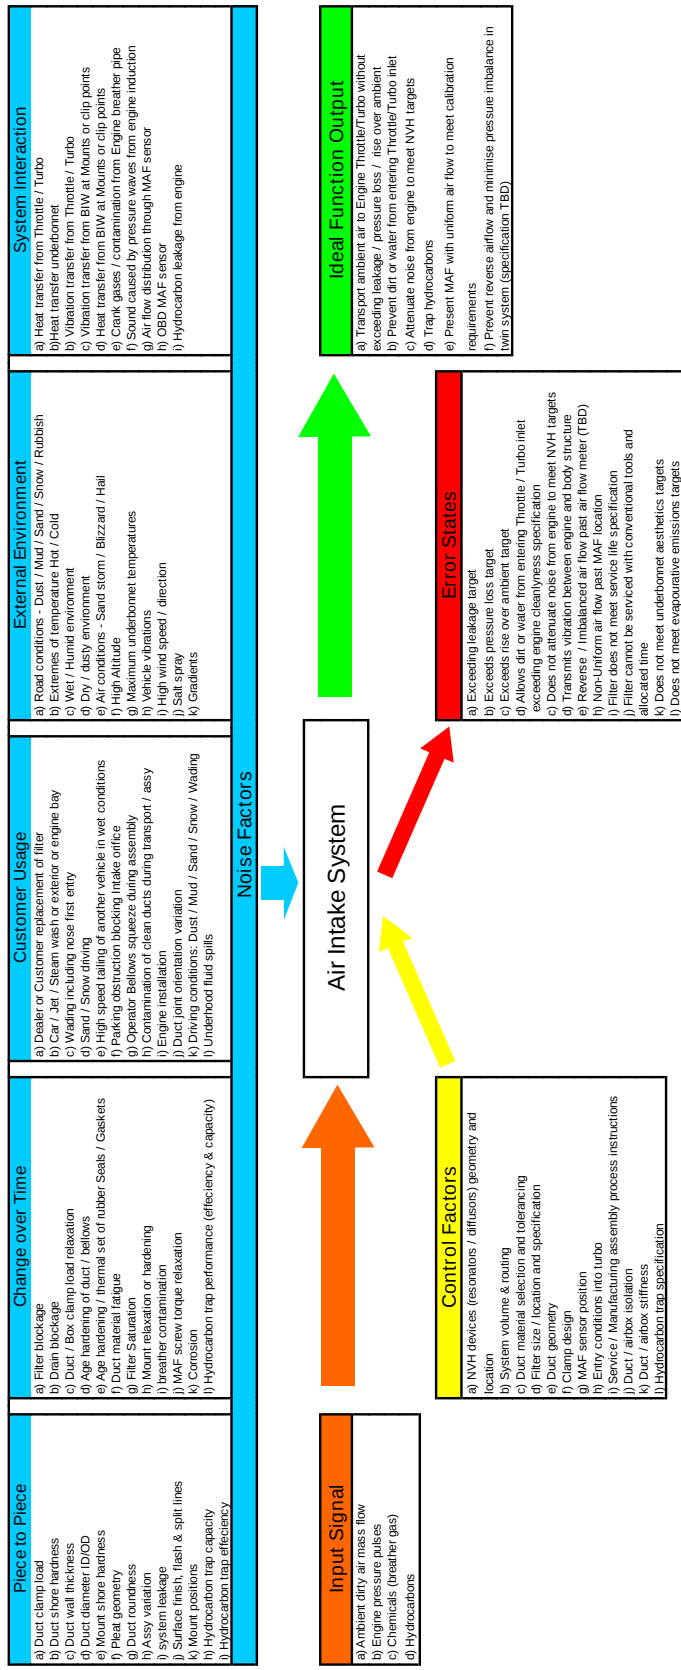 Piece to Piece
a) Duct clamp load
b) Duct shore hardness
c) Duct wall thickness
d) Duct diameter ID/OD
e) Mount shore hardness
f) Pleat geometry
g) Duct roundness
h) Assy variation
i) system leakage
j) Surface finish, flash & split lines
k) Mount positions
h) Hydrocarbon trap capacity
i) Hydrocarbon trap effeciency
Change over Time
a) Filter blockage
b) Drain blockage
c) Duct / Box clamp load relaxation
d) Age hardening of duct / bellows
e) Age hardening / thermal set of rubber Seals / Gaskets
f) Duct material fatigue
g) Filter Saturation
h) Mount relaxation or hardening
i) breather contamination
j) MAF screw torque relaxation
k) Corrosion
l) Hydrocarbon trap performance (effeciency & capacity)
Customer Usage
a) Dealer or Customer replacement of filter
b) Car / Jet / Steam wash or exterior or engine bay
c) Wading including nose first entry
d) Sand / Snow driving
e) High speed tailing of another vehicle in wet conditions
f) Parking obstruction blocking Intake orifice
g) Operator Bellows squeeze during assembly
h) Contamination of clean ducts during transport / assy
i) Engine installation
j) Duct joint orientation variation
k) Driving conditions: Dust / Mud / Sand / Snow / Wading
l) Underhood fluid spills
External Environment
a) Road conditions - Dust / Mud / Sand / Snow / Rubbish
b) Extremes of temperature Hot / Cold
c) Wet / Humid environment
d) Dry / dusty environment
e) Air conditions - Sand storm / Blizzard / Hail
f) High Altitude
g) Maximum underbonnet temperatures
h) Vehicle vibrations
i) High wind speed / direction
j) Salt spray
k) Gradients
System Interaction
a) Heat transfer from Throttle / Turbo
b)Heat transfer underbonnet
b) Vibration transfer from Throttle / Turbo
c) Vibration transfer from BIW at Mounts or clip points
d) Heat transfer from BIW at Mounts or clip points
e) Crank gases / contamination from Engine breather pipe
f) Sound caused by pressure waves from engine induction
g) Air flow distribution through MAF sensor
h) OBD MAF sensor
i) Hydrocarbon leakage from engine
Noise Factors
Input Signal
a) Ambient dirty air mass flow
b) Engine pressure pulses
c) Chemicals (breather gas)
d) Hydrocarbons
Air Intake System
Ideal Function Output
a) Transport ambient air to Engine Throttle/Turbo without
exceeding leakage / pressure loss / rise over ambient
b) Prevent dirt or water from entering Throttle/Turbo inlet
c) Attenuate noise from engine to meet NVH targets
d) Trap hydrocarbons
e) Present MAF with uniform air flow to meet calibration
requirements
f) Prevent reverse airflow and minimise pressure imbalance in
twin system (specification TBD)
Control Factors
a) NVH devices (resonators / diffusors) geometry and
location
b) System volume & routing
c) Duct material selection and tolerancing
d) Filter size / location and specification
e) Duct geometry
f) Clamp design
g) MAF sensor position
h) Entry conditions into turbo
i) Service / Manufacturing assembly process instructions
j) Duct / airbox isolation
k) Duct / airbox stiffness
l) Hydrocarbon trap specification
Error States
a) Exceeding leakage target
b) Exceeds pressure loss target
c) Exceeds rise over ambient target
d) Allows dirt or water from entering Throttle / Turbo inlet
exceeding engine cleanlyness specification
c) Does not attenuate noise from engine to meet NVH targets
d) Transmits vibration between engine and body structure
e) Reverse / Imbalanced air flow past air flow meter (TBD)
h) Non-Uniform air flow past MAF location
i) Filter does not meet service life specification
j) Filter cannot be serviced with conventional tools and
allocated time
k) Does not meet underbonnet aesthetics targets
l) Does not meet evapourative emissions targets